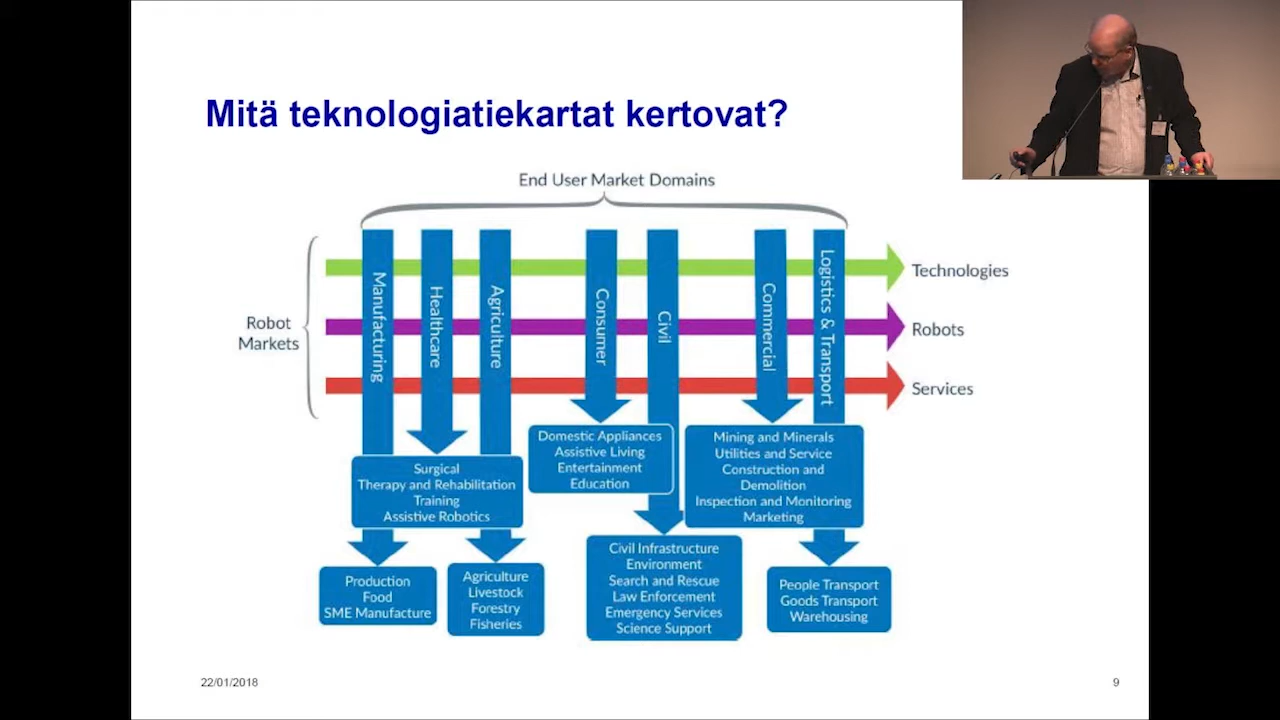 Mitä teknologiatiekartat kertovat?
End User Market Domains
Robot
Markets
Manufacturing
Healthcare
Agriculture
Consumer
Civil
Commercial
Logistics & Transport
Technologies
Robots
Services
Surgical
Therapy and Rehabilitation
Training
Assistive Robotics
Domestic Appliances
Assistive Living
Entertainment
Education
Mining and Minerals
Utilities and Service
Construction and
Demolition
Inspection and Monitoring
Marketing
Production
Food
SME Manufacture
Agriculture
Livestock
Forestry
Fisheries
Civil Infrastructure
Environment
Search and Rescue
Law Enforcement
Emergency Services
Science Support
People Transport
Goods Transport
Warehousing
22/01/2018
9